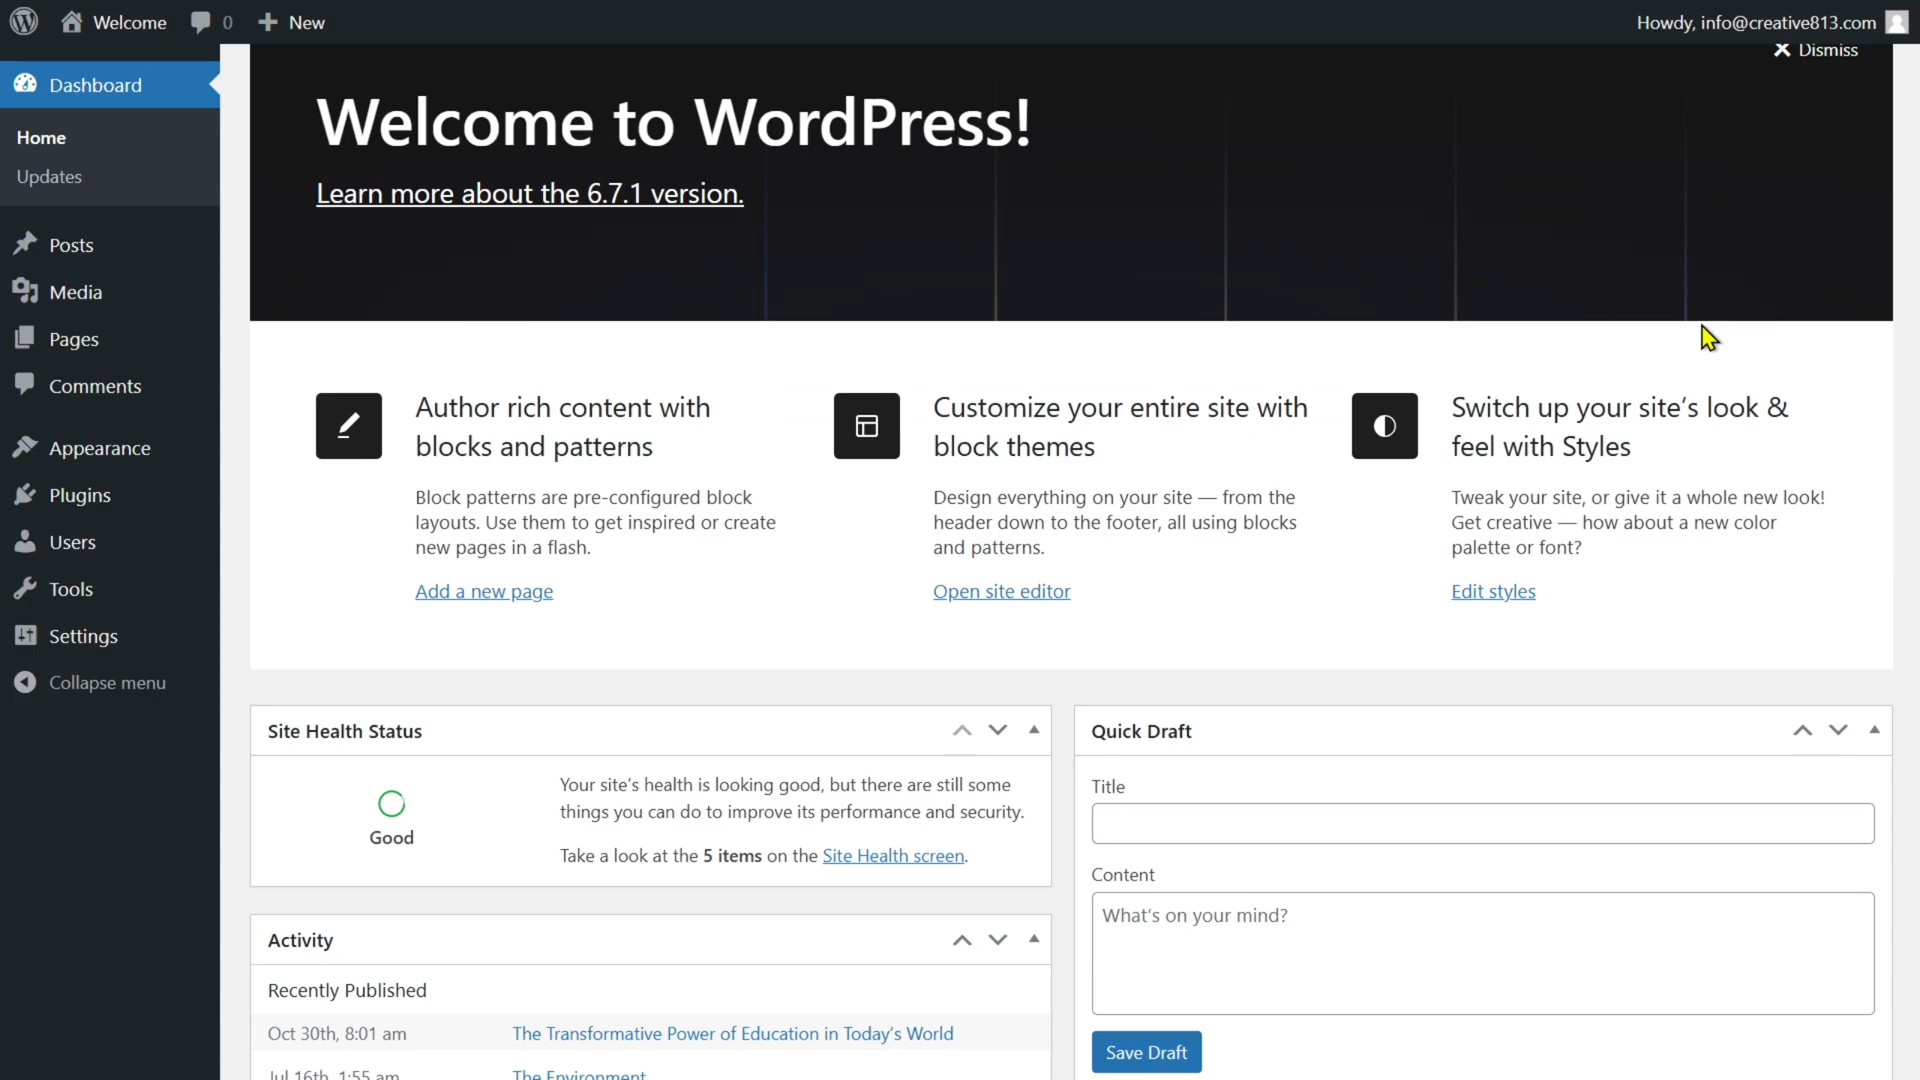 Welcome
0
New
Howdy, info@creative813.com
Dismiss
Dashboard
Home
Updates
Posts
Media
Pages
Comments
Appearance
Plugins
Users
Tools
Settings
Collapse menu
Welcome to WordPress!
Learn more about the 6.7.1 version.
Author rich content with
blocks and patterns
Block patterns are pre-configured block
layouts. Use them to get inspired or create
new pages in a flash.
Add a new page
Customize your entire site with
block themes
Design everything on your site — from the
header down to the footer, all using blocks
and patterns.
Open site editor
Switch up your site's look &
feel with Styles
Tweak your site, or give it a whole new look!
Get creative — how about a new color
palette or font?
Edit styles
Site Health Status
Good
Your site's health is looking good, but there are still some
things you can do to improve its performance and security.
Take a look at the 5 items on the Site Health screen.
Activity
Recently Published
Oct 30th, 8:01 am The Transformative Power of Education in Today's World
Jul 16th, 1:55 am The Environment
Quick Draft
Title
Content
What's on your mind?
Save Draft